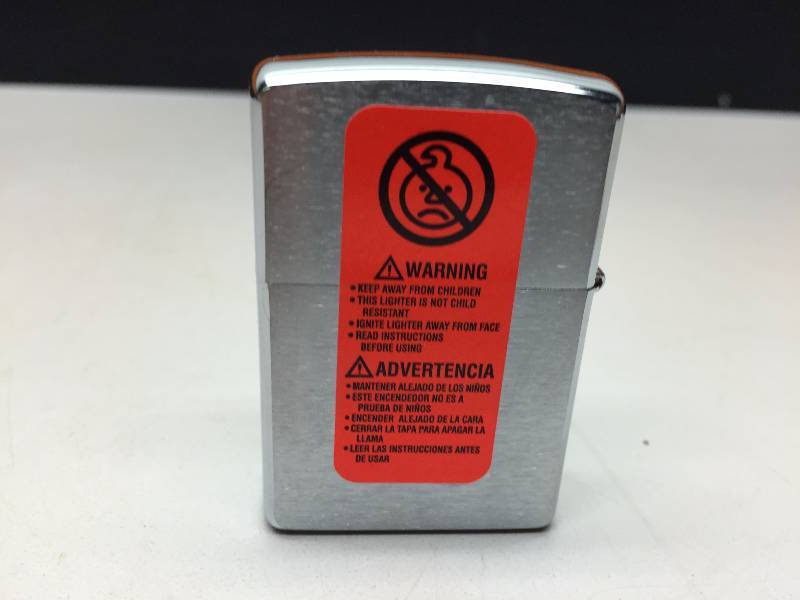 ⚠ WARNING
• KEEP AWAY FROM CHILDREN
• THIS LIGHTER IS NOT CHILD
RESISTANT
• IGNITE LIGHTER AWAY FROM FACE
• READ INSTRUCTIONS
BEFORE USING
⚠ ADVERTENCIA
• MANTENER ALEJADO DE LOS NIÑOS
• ESTE ENCENDEDOR NO ES A
PRUEBA DE NIÑOS
• ENCENDER ALEJADO DE LA CARA
• CERRAR LA TAPA PARA APAGAR LA
LLAMA
• LEER LAS INSTRUCCIONES ANTES
DE USAR